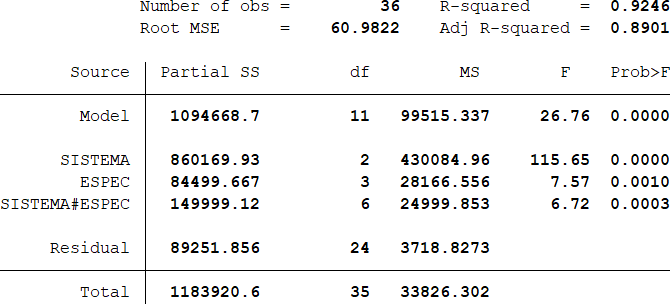 Number of obs = 36 R-squared = 0.9246
Root MSE = 60.9822 Adj R-squared = 0.8901
Source Partial SS df MS F Prob>F
Model 1094668.7 11 99515.337 26.76 0.0000
SISTEMA 860169.93 2 430084.96 115.65 0.0000
ESPEC 84499.667 3 28166.556 7.57 0.0010
SISTEMA#ESPEC 149999.12 6 24999.853 6.72 0.0003
Residual 89251.856 24 3718.8273
Total 1183920.6 35 33826.302